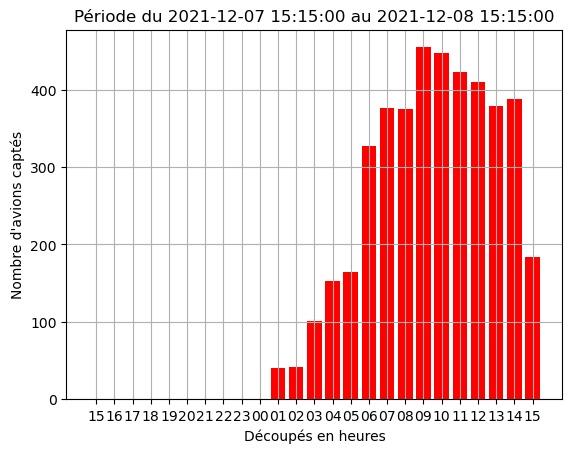 Période du 2021-12-07 15:15:00 au 2021-12-08 15:15:00
Nombre d'avions captés
400
300
200
100
0
15 16 17 18 19 20 21 22 23 00 01 02 03 04 05 06 07 08 09 10 11 12 13 14 15
Découpés en heures